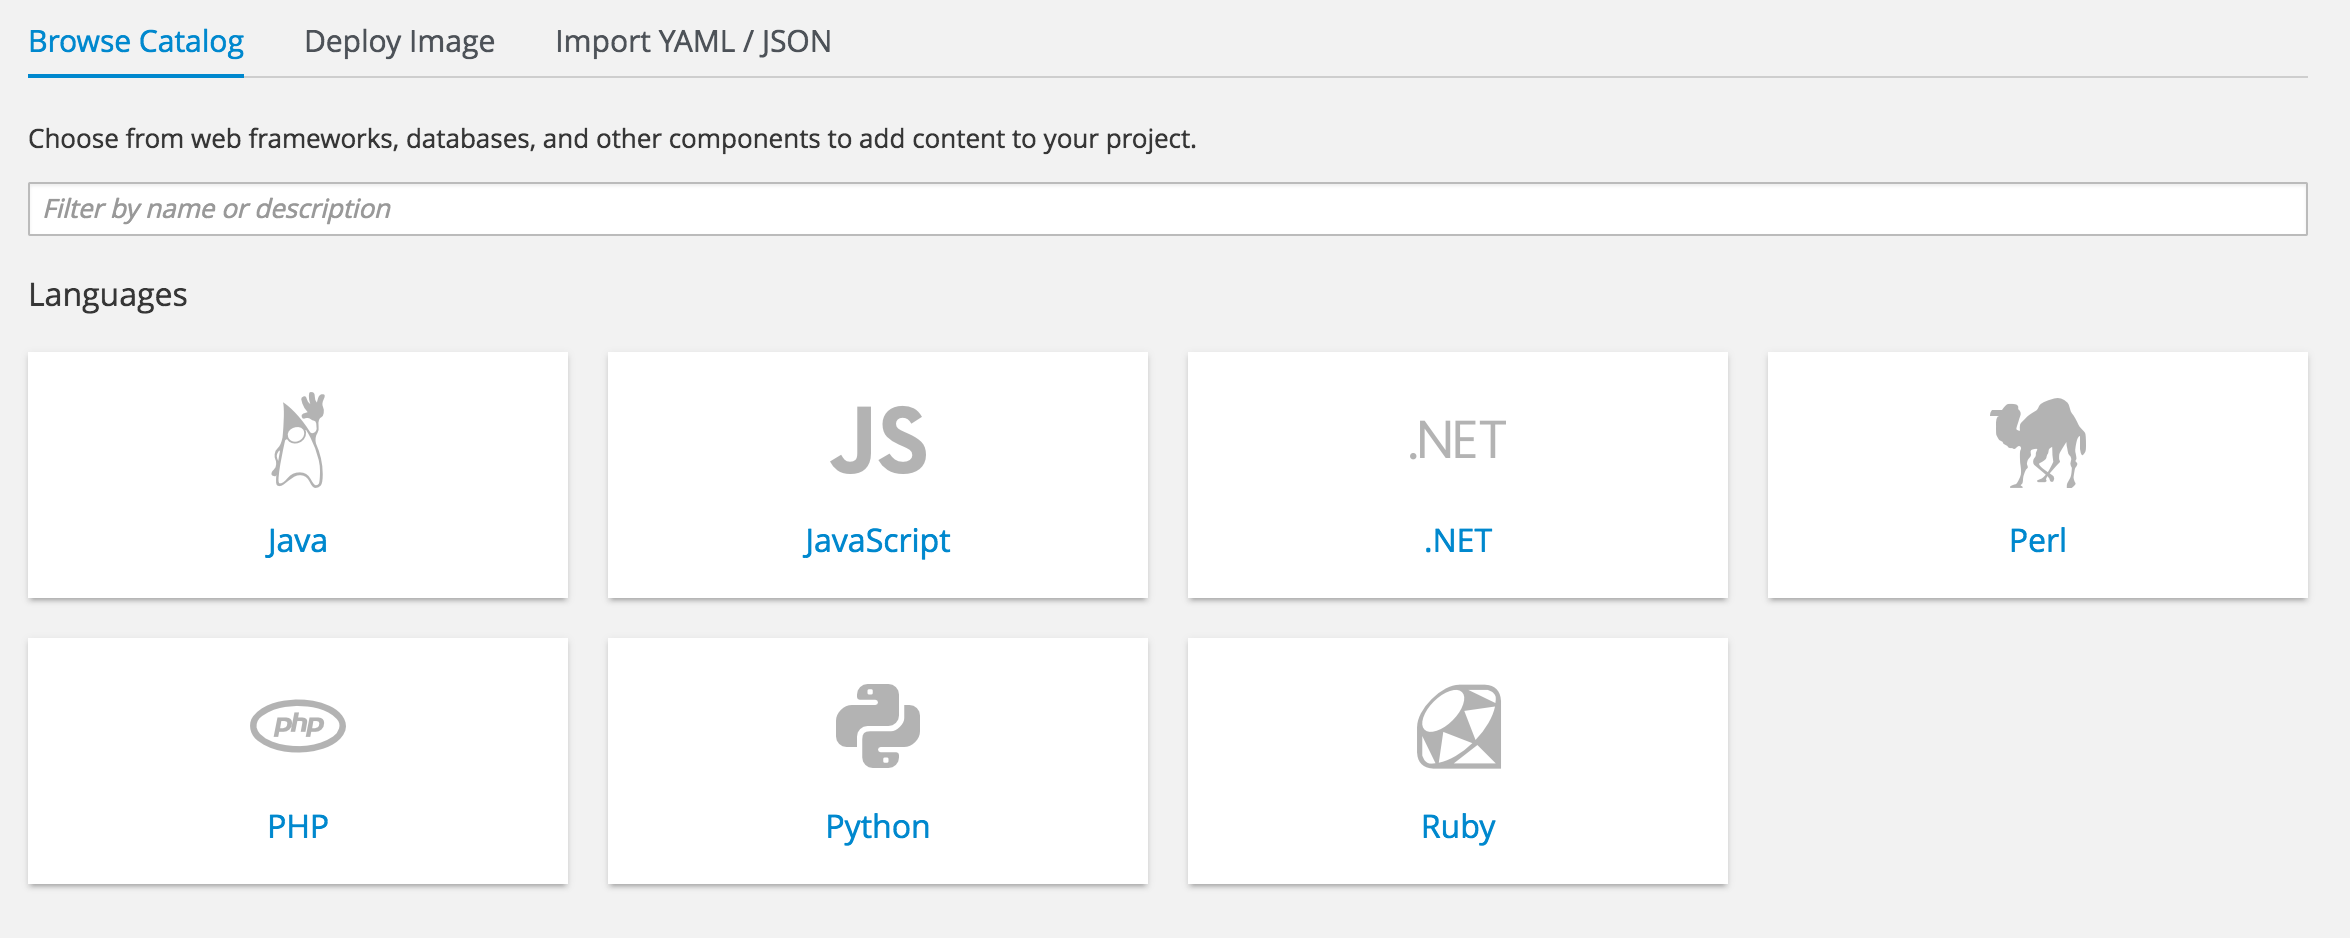 Browse Catalog Deploy Image Import YAML / JSON
Choose from web frameworks, databases, and other components to add content to your project.
Filter by name or description
Languages
JS .NET
Java JavaScript .NET Perl
php
PHP Python Ruby